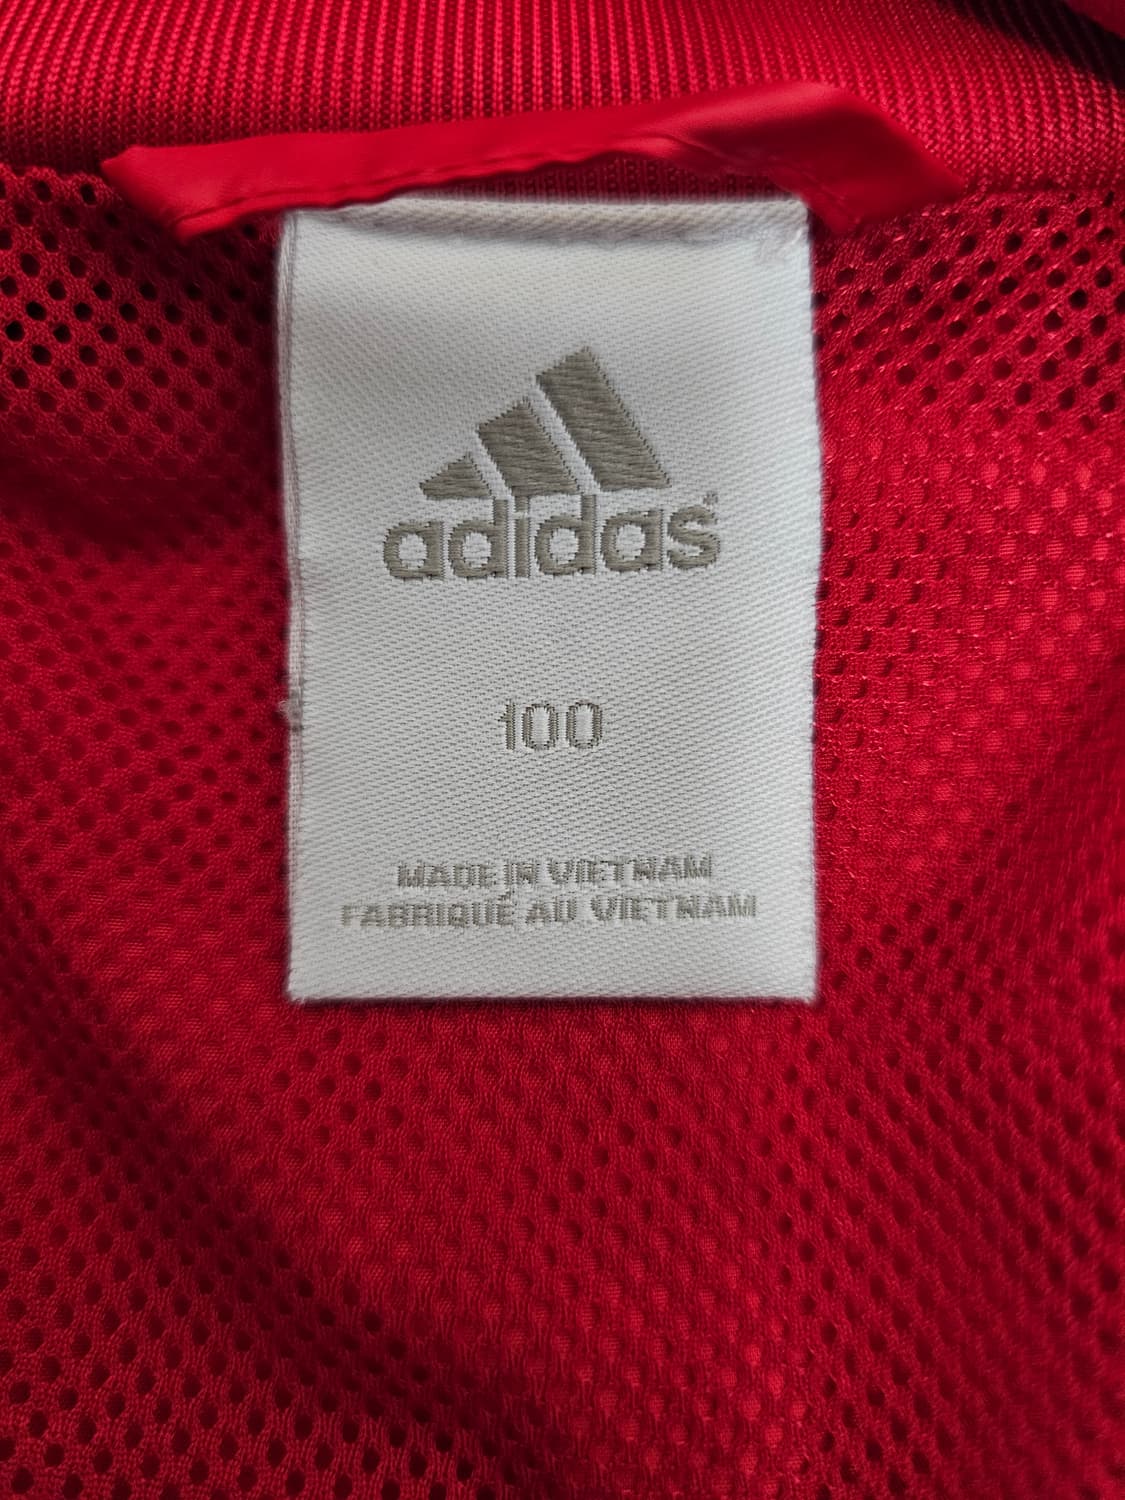 adidas®
100
MADE IN VIETNAM
FABRIQUÉ AU VIETNAM